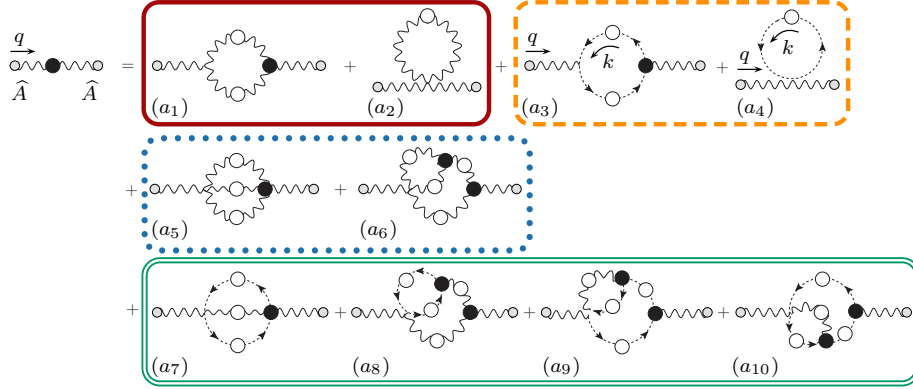 q = + + q k + q k
Â Â (a₁) (a₂) (a₃) (a₄)
+ +
(a₅) (a₆)
+ + + +
(a₇) (a₈) (a₉) (a₁₀)